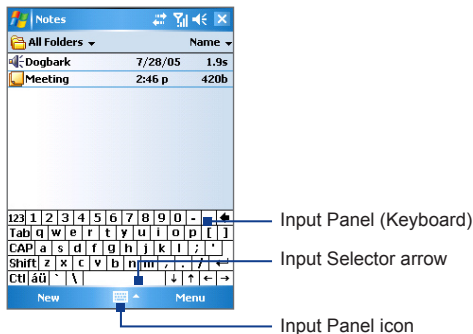 Notes
All Folders Name
Dogbark 7/28/05 1.9s
Meeting 2:46 p 420b
123 1 2 3 4 5 6 7 8 9 0 -
Tab q w e r t y u i o p [ ]
CAP a s d f g h j k l ; '
Shift z x c v b n m , . /
Ctl áü ` \
New Menu
Input Panel (Keyboard)
Input Selector arrow
Input Panel icon